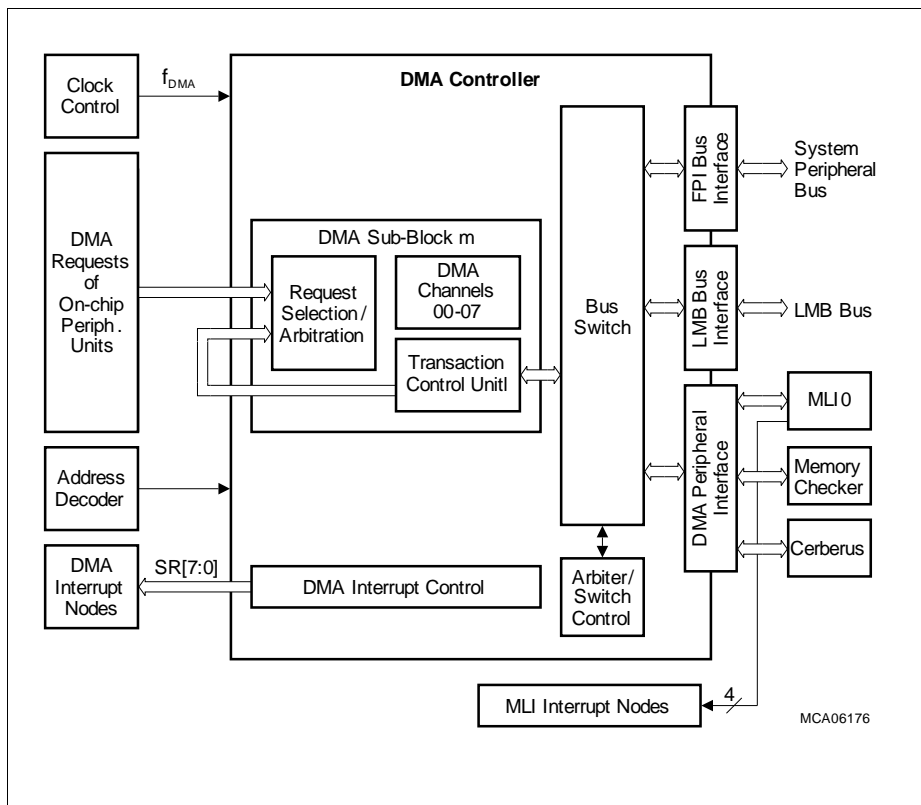 Clock
Control
fDMA
DMA Controller
DMA
Requests
of
On-chip
Periph.
Units
DMA Sub-Block m
Request
Selection/
Arbitration
DMA
Channels
00-07
Transaction
Control Unitl
Bus
Switch
FPI Bus
Interface
System
Peripheral
Bus
LMB Bus
Interface
LMB Bus
DMA Peripheral
Interface
MLI0
Memory
Checker
Cerberus
Address
Decoder
DMA
Interrupt
Nodes
SR[7:0]
DMA Interrupt Control
Arbiter/
Switch
Control
MLI Interrupt Nodes
4
MCA06176